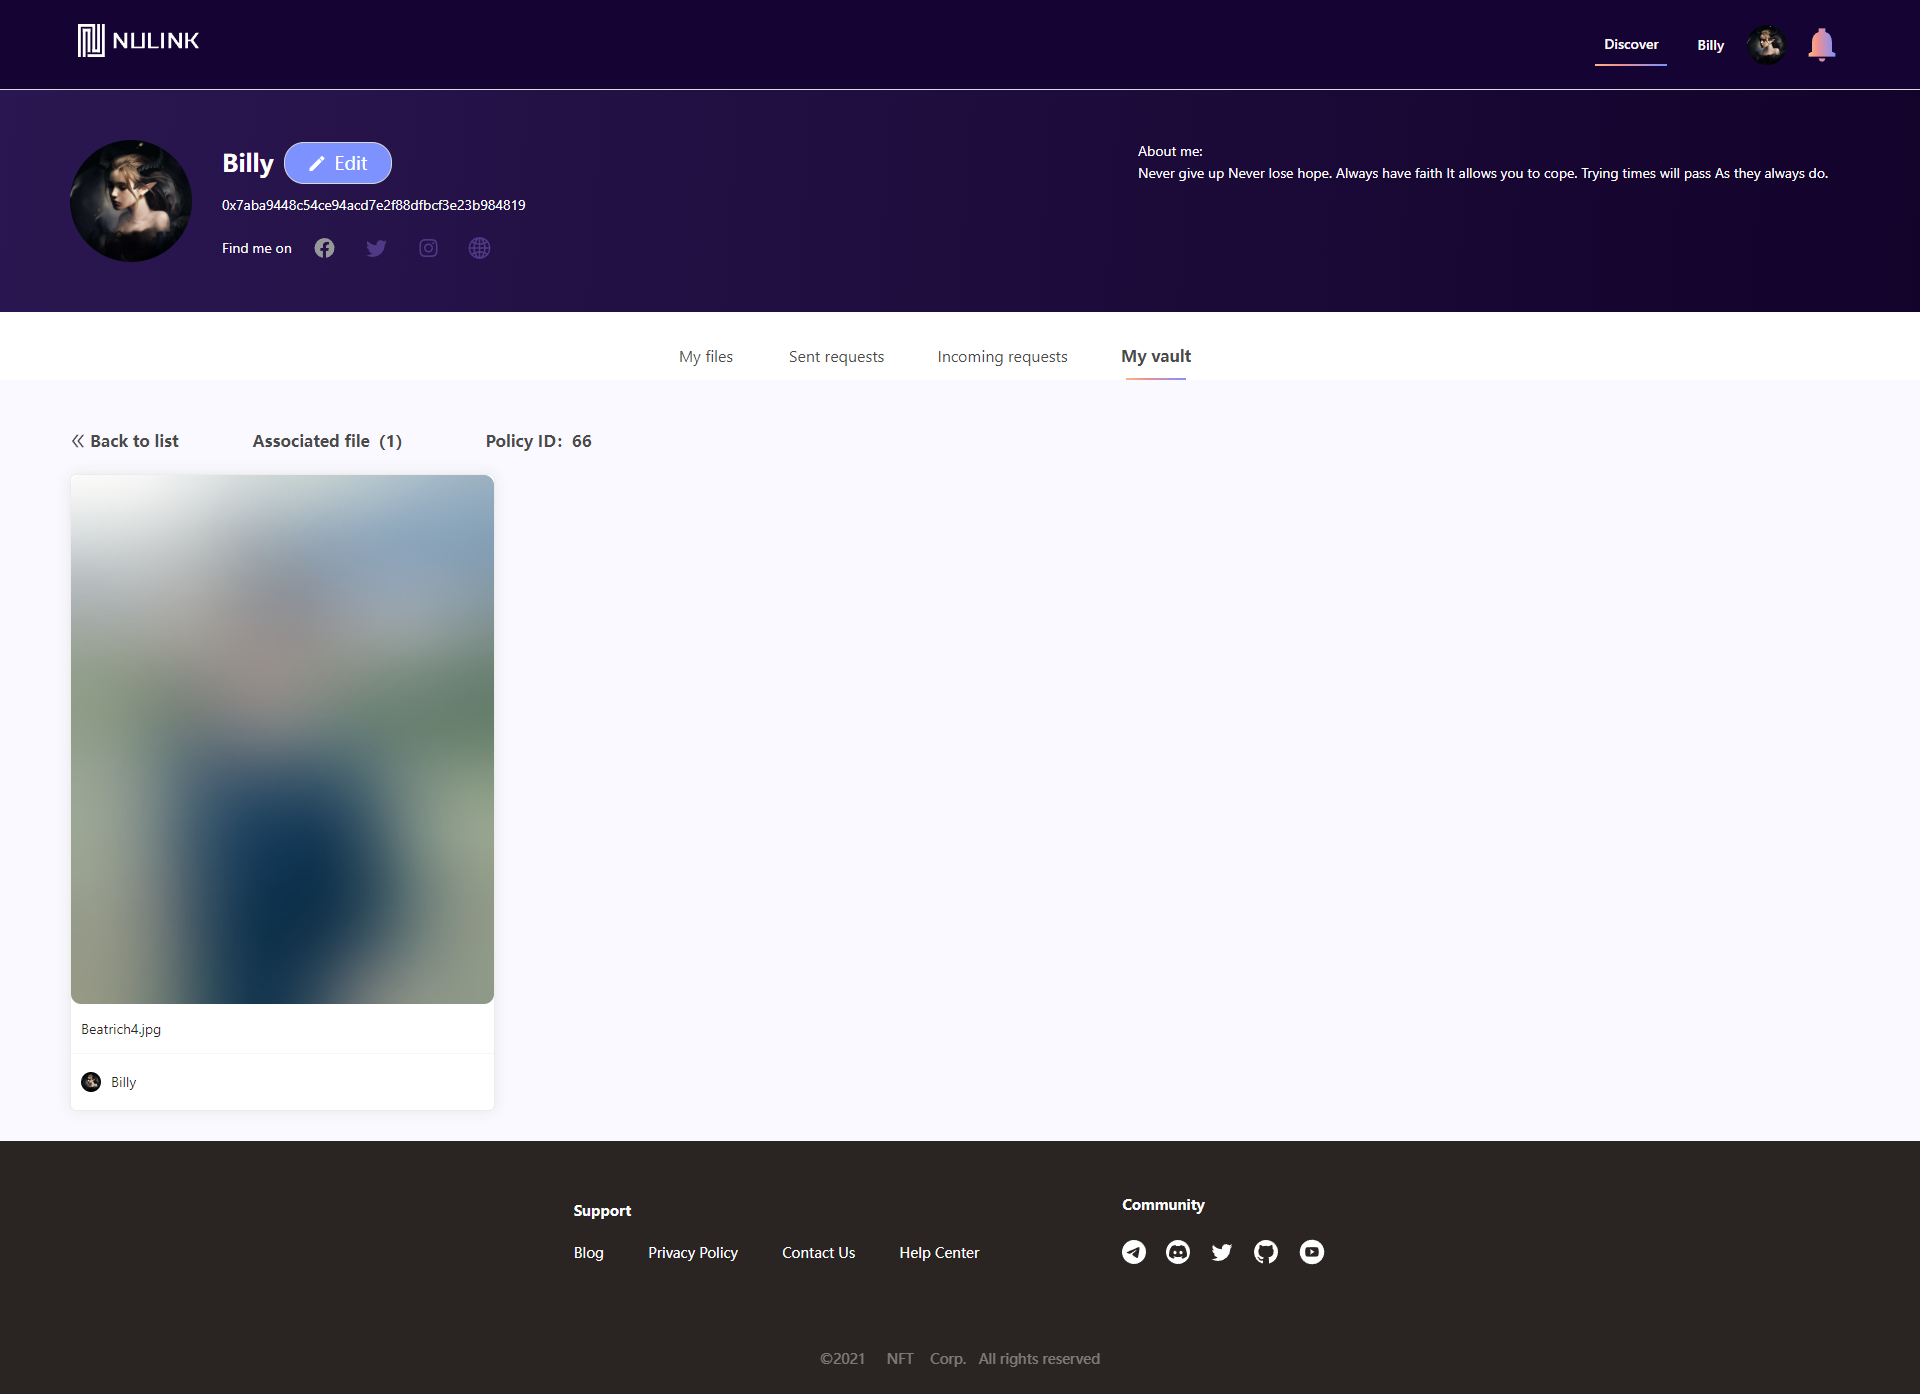 NULINK
Discover
Billy
Billy
Edit
0x7aba9448c54ce94acd7e2f88dfbcf3e23b984819
Find me on
About me:
Never give up Never lose hope. Always have faith It allows you to cope. Trying times will pass As they always do.
My files
Sent requests
Incoming requests
My vault
Back to list
Associated file (1)
Policy ID: 66
Beatrich4.jpg
Billy
Support
Blog
Privacy Policy
Contact Us
Help Center
Community
©2021 NFT Corp. All rights reserved